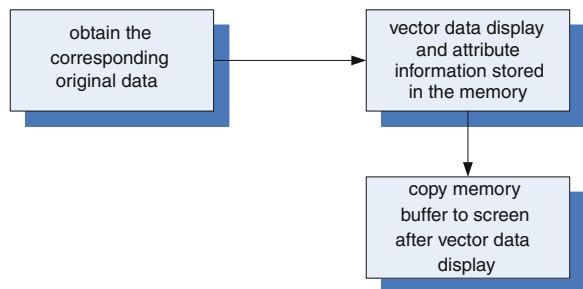 obtain the
corresponding
original data
vector data display
and attribute
information stored
in the memory
copy memory
buffer to screen
after vector data
display